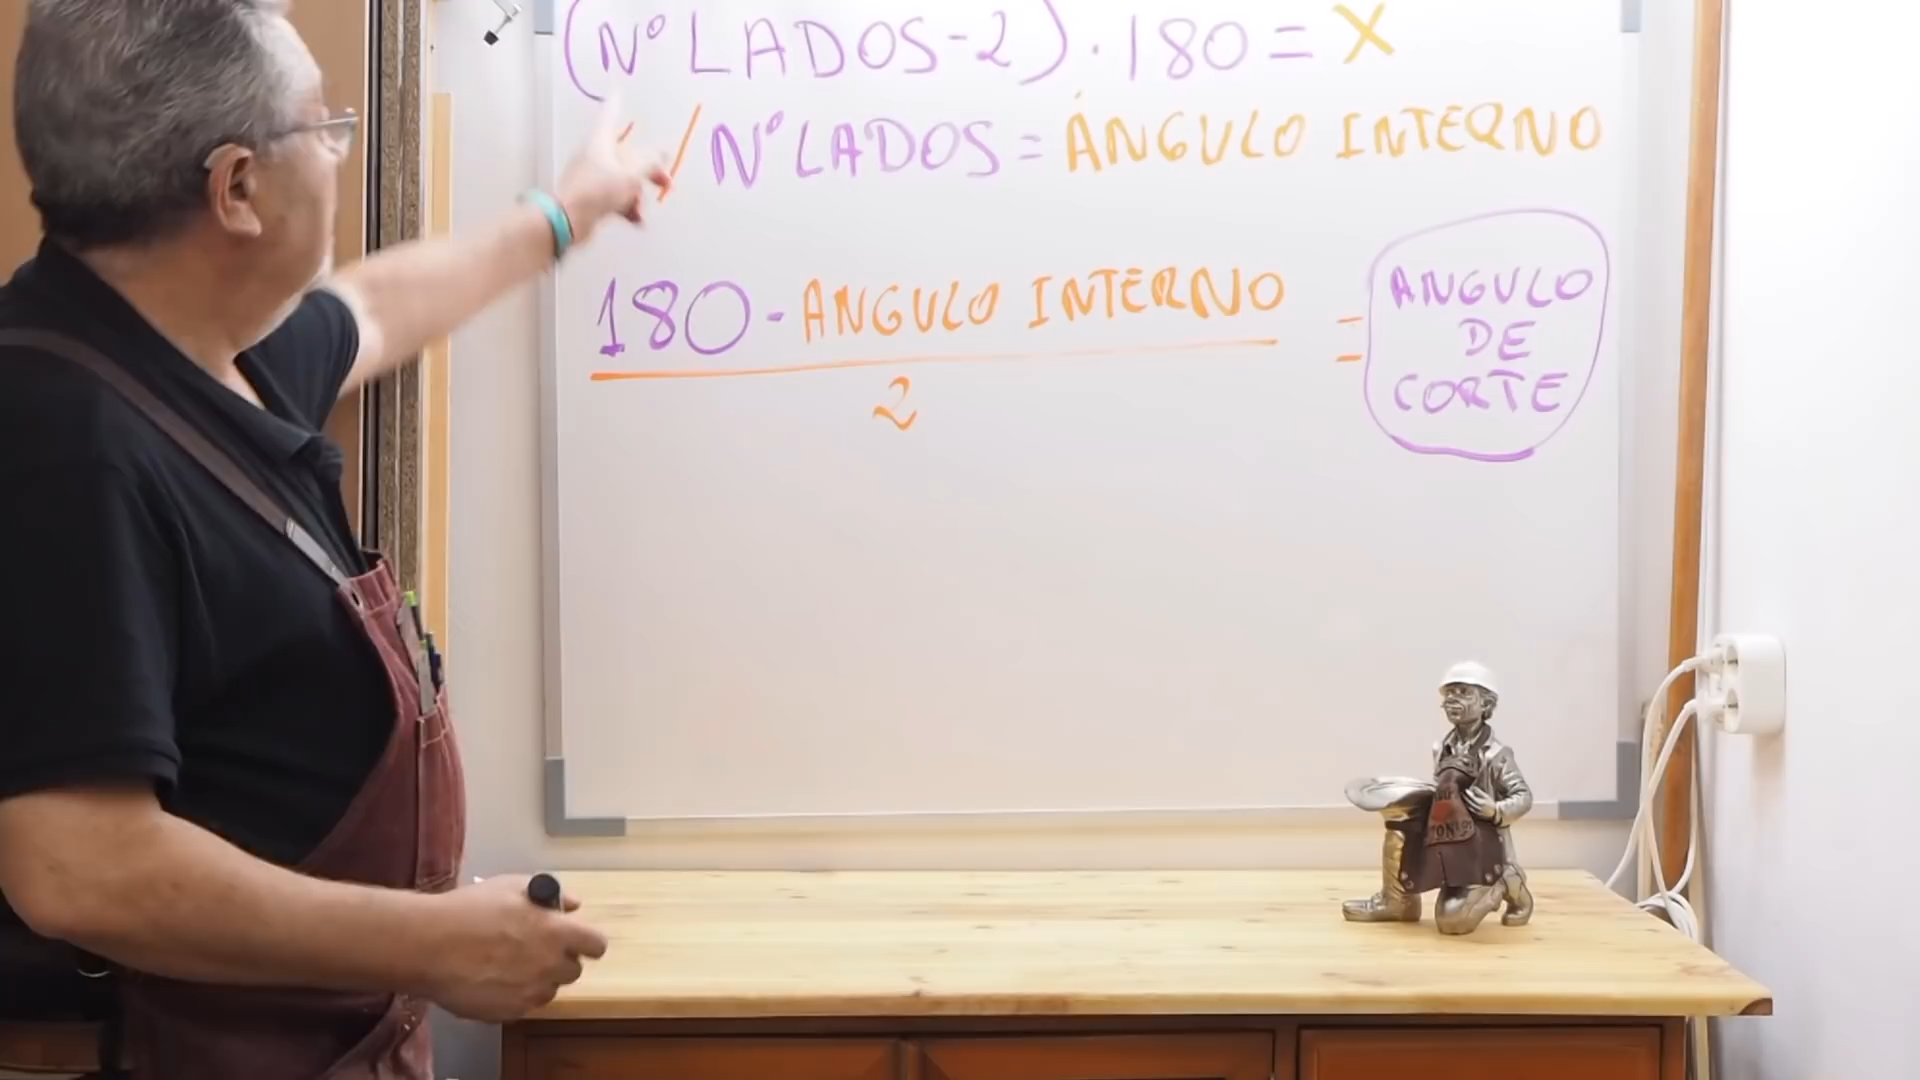 (Nº LADOS-2)·180=X
/Nº LADOS = ÁNGULO INTERNO
180-ANGULO INTERNO
2
=
ANGULO
DE
CORTE